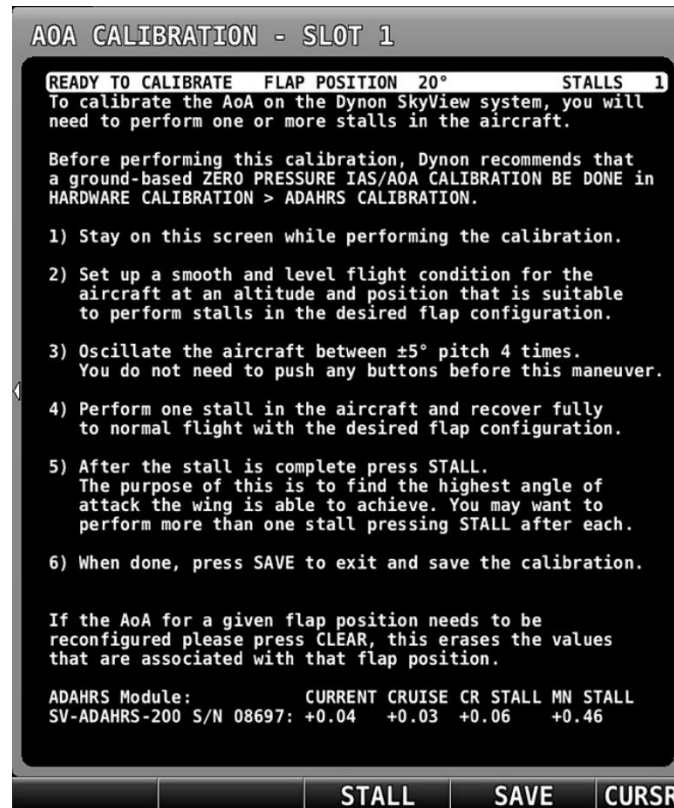 AOA CALIBRATION - SLOT 1
READY TO CALIBRATE FLAP POSITION 20° STALLS 1
To calibrate the AoA on the Dynon SkyView system, you will
need to perform one or more stalls in the aircraft.
Before performing this calibration, Dynon recommends that
a ground-based ZERO PRESSURE IAS/AOA CALIBRATION BE DONE in
HARDWARE CALIBRATION > ADAHRS CALIBRATION.
1) Stay on this screen while performing the calibration.
2) Set up a smooth and level flight condition for the
aircraft at an altitude and position that is suitable
to perform stalls in the desired flap configuration.
3) Oscillate the aircraft between ±5° pitch 4 times.
You do not need to push any buttons before this maneuver.
4) Perform one stall in the aircraft and recover fully
to normal flight with the desired flap configuration.
5) After the stall is complete press STALL.
The purpose of this is to find the highest angle of
attack the wing is able to achieve. You may want to
perform more than one stall pressing STALL after each.
6) When done, press SAVE to exit and save the calibration.
If the AoA for a given flap position needs to be
reconfigured please press CLEAR, this erases the values
that are associated with that flap position.
ADAHRS Module: CURRENT CRUISE CR STALL MN STALL
SV-ADAHRS-200 S/N 08697: +0.04 +0.03 +0.06 +0.46
STALL SAVE CURSR